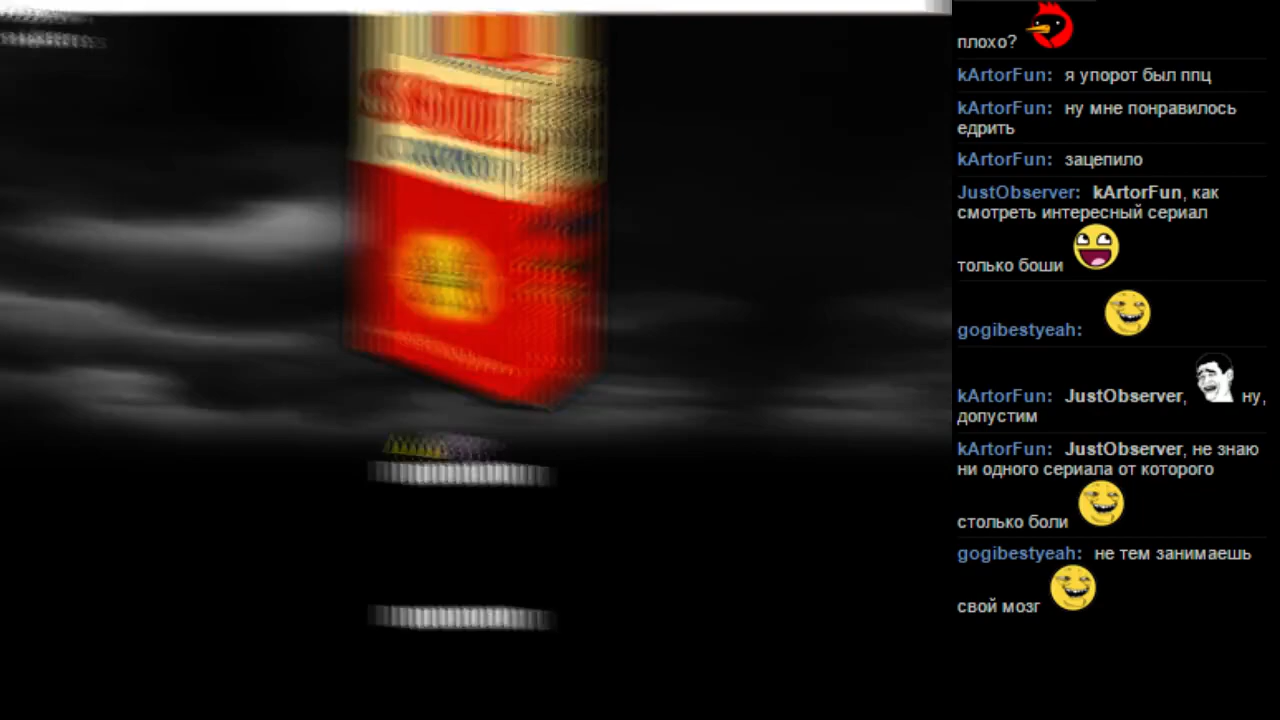 плохо?
kArtorFun: я упорот был ппц
kArtorFun: ну мне понравилось
едрить
kArtorFun: зацепило
JustObserver: kArtorFun, как
смотреть интересный сериал
только боши
gogibestyeah:
kArtorFun: JustObserver, ну,
допустим
kArtorFun: JustObserver, не знаю
ни одного сериала от которого
столько боли
gogibestyeah: не тем занимаешь
свой мозг